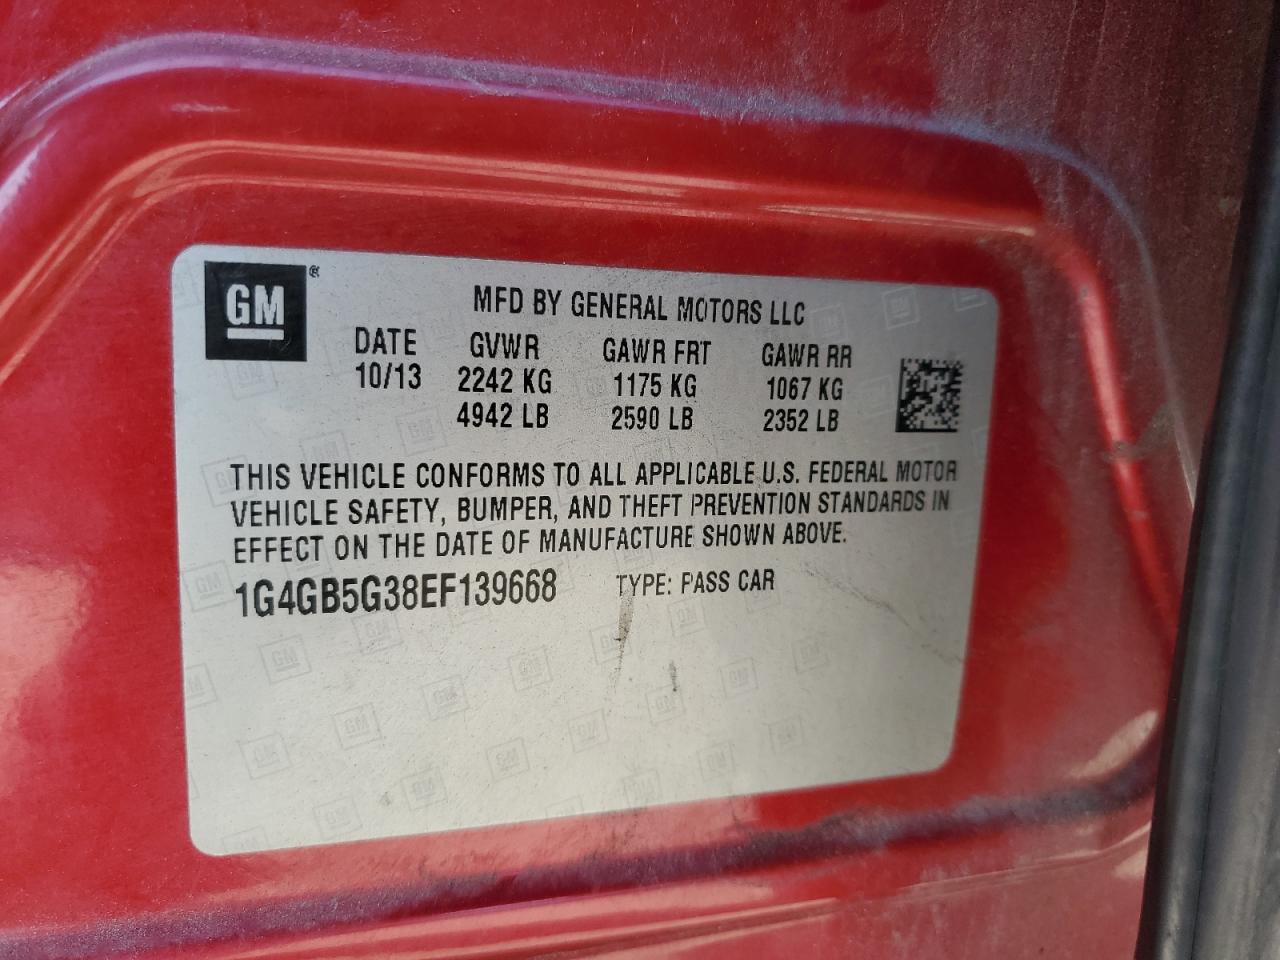 GM ®
MFD BY GENERAL MOTORS LLC
DATE GVWR GAWR FRT GAWR RR
10/13 2242 KG 1175 KG 1067 KG
4942 LB 2590 LB 2352 LB
THIS VEHICLE CONFORMS TO ALL APPLICABLE U.S. FEDERAL MOTOR
VEHICLE SAFETY, BUMPER, AND THEFT PREVENTION STANDARDS IN
EFFECT ON THE DATE OF MANUFACTURE SHOWN ABOVE.
1G4GB5G38EF139668 TYPE: PASS CAR